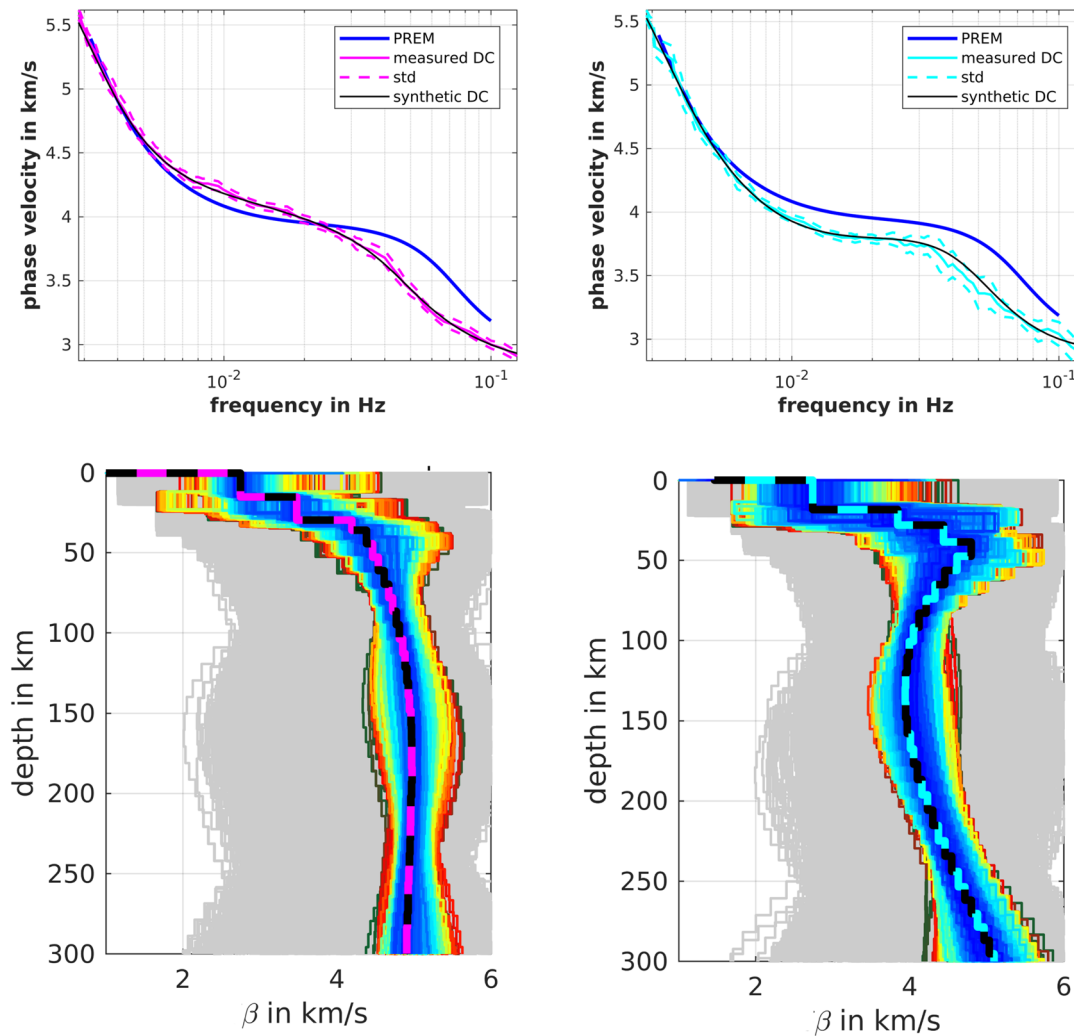 5.5
5
4.5
4
3.5
3
phase velocity in km/s
PREM
measured DC
std
synthetic DC
10-2
10-1
frequency in Hz
5.5
5
4.5
4
3.5
3
phase velocity in km/s
PREM
measured DC
std
synthetic DC
10-2
10-1
frequency in Hz
0
50
100
150
200
250
300
depth in km
2
4
6
β in km/s
0
50
100
150
200
250
300
depth in km
2
4
6
β in km/s